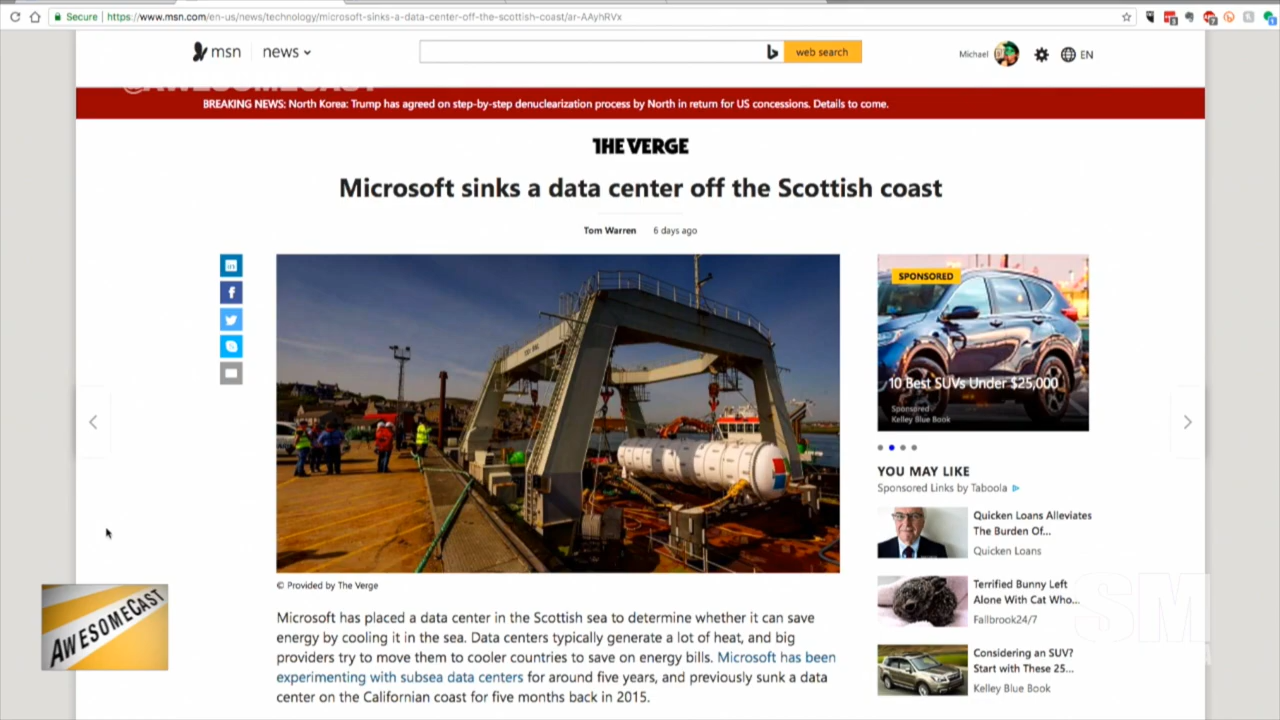 Secure
https://www.msn.com/en-us/news/technology/microsoft-sinks-a-data-center-off-the-scottish-coast/ar-AAyhRVx
msn
news
web search
Michael
EN
@AWESOMECAST
BREAKING NEWS: North Korea: Trump has agreed on step-by-step denuclearization process by North in return for US concessions. Details to come.
THE VERGE
Microsoft sinks a data center off the Scottish coast
Tom Warren 6 days ago
SPONSORED
10 Best SUVs Under $25,000
Sponsored
Kelley Blue Book
YOU MAY LIKE
Sponsored Links by Taboola
Quicken Loans Alleviates
The Burden Of...
Quicken Loans
Terrified Bunny Left
Alone With Cat Who...
Fallbrook24/7
Considering an SUV?
Start with These 25...
Kelley Blue Book
© Provided by The Verge
Microsoft has placed a data center in the Scottish sea to determine whether it can save
energy by cooling it in the sea. Data centers typically generate a lot of heat, and big
providers try to move them to cooler countries to save on energy bills. Microsoft has been
experimenting with subsea data centers for around five years, and previously sunk a data
center on the Californian coast for five months back in 2015.
AWESOMECAST
SM